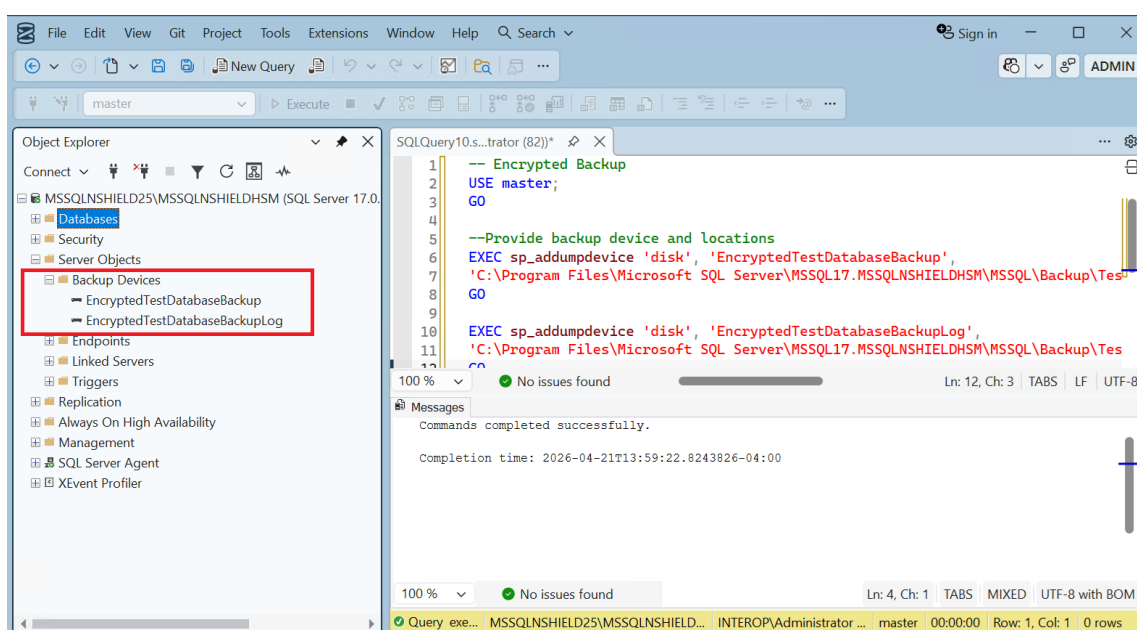 File Edit View Git Project Tools Extensions Window Help Search Sign in
New Query ADMIN
master Execute
Object Explorer
Connect
MSSQLNSHIELD25\MSSQLNSHIELDHSM (SQL Server 17.0.
Databases
Security
Server Objects
Backup Devices
EncryptedTestDatabaseBackup
EncryptedTestDatabaseBackupLog
Endpoints
Linked Servers
Triggers
Replication
Always On High Availability
Management
SQL Server Agent
XEvent Profiler
SQLQuery10.s...trator (82))*
1 -- Encrypted Backup
2 USE master;
3 GO
4
5 --Provide backup device and locations
6 EXEC sp_addumpdevice 'disk', 'EncryptedTestDatabaseBackup',
7 'C:\Program Files\Microsoft SQL Server\MSSQL17.MSSQLNSHIELDHSM\MSSQL\Backup\Tes
8 GO
9
10 EXEC sp_addumpdevice 'disk', 'EncryptedTestDatabaseBackupLog',
11 'C:\Program Files\Microsoft SQL Server\MSSQL17.MSSQLNSHIELDHSM\MSSQL\Backup\Tes
12 GO
100 % No issues found Ln: 12, Ch: 3 TABS LF UTF-8
Messages
Commands completed successfully.
Completion time: 2026-04-21T13:59:22.8243826-04:00
100 % No issues found Ln: 4, Ch: 1 TABS MIXED UTF-8 with BOM
Query exe... MSSQLNSHIELD25\MSSQLNSHIELD... INTEROP\Administrator ... master 00:00:00 Row: 1, Col: 1 0 rows